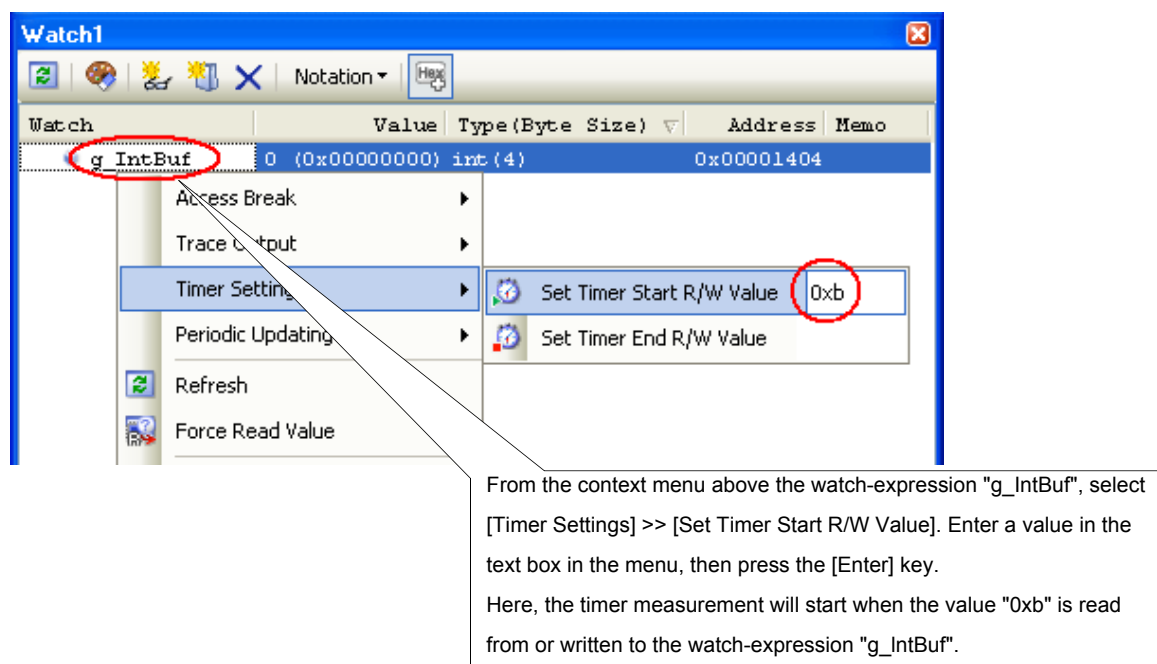 Watch1
Notation
Hex
Watch Value Type(Byte Size) Address Memo
g_IntBuf 0 (0x00000000) int(4) 0x00001404
Access Break
Trace Output
Timer Settings
Set Timer Start R/W Value 0xb
Set Timer End R/W Value
Periodic Updating
Refresh
Force Read Value
From the context menu above the watch-expression "g_IntBuf", select
[Timer Settings] >> [Set Timer Start R/W Value]. Enter a value in the
text box in the menu, then press the [Enter] key.
Here, the timer measurement will start when the value "0xb" is read
from or written to the watch-expression "g_IntBuf".